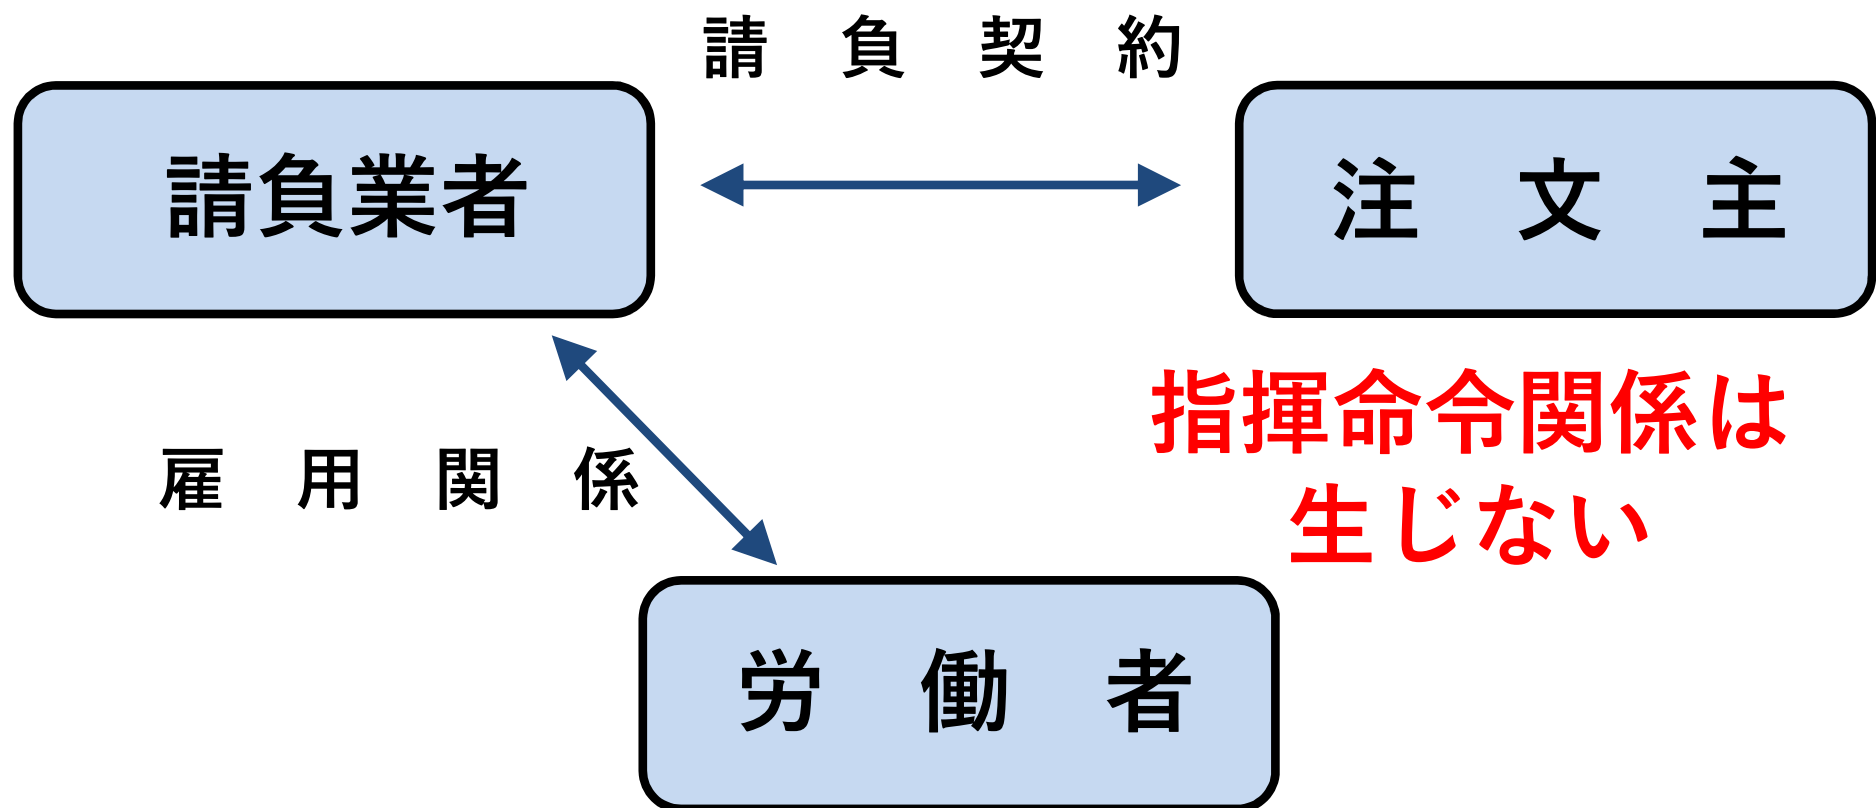 請負契約
請負業者
注文主
指揮命令関係は
生じない
雇用関係
労働者